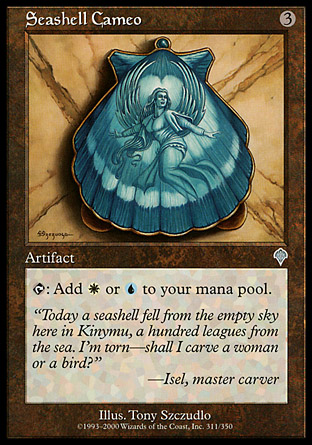 Seashell Cameo 3
Artifact
: Add or to your mana pool.
“Today a seashell fell from the empty sky
here in Kinymu, a hundred leagues from
the sea. I’m torn—shall I carve a woman
or a bird?”
—Isel, master carver
Illus. Tony Szczudlo
©1993–2000 Wizards of the Coast, Inc. 311/350